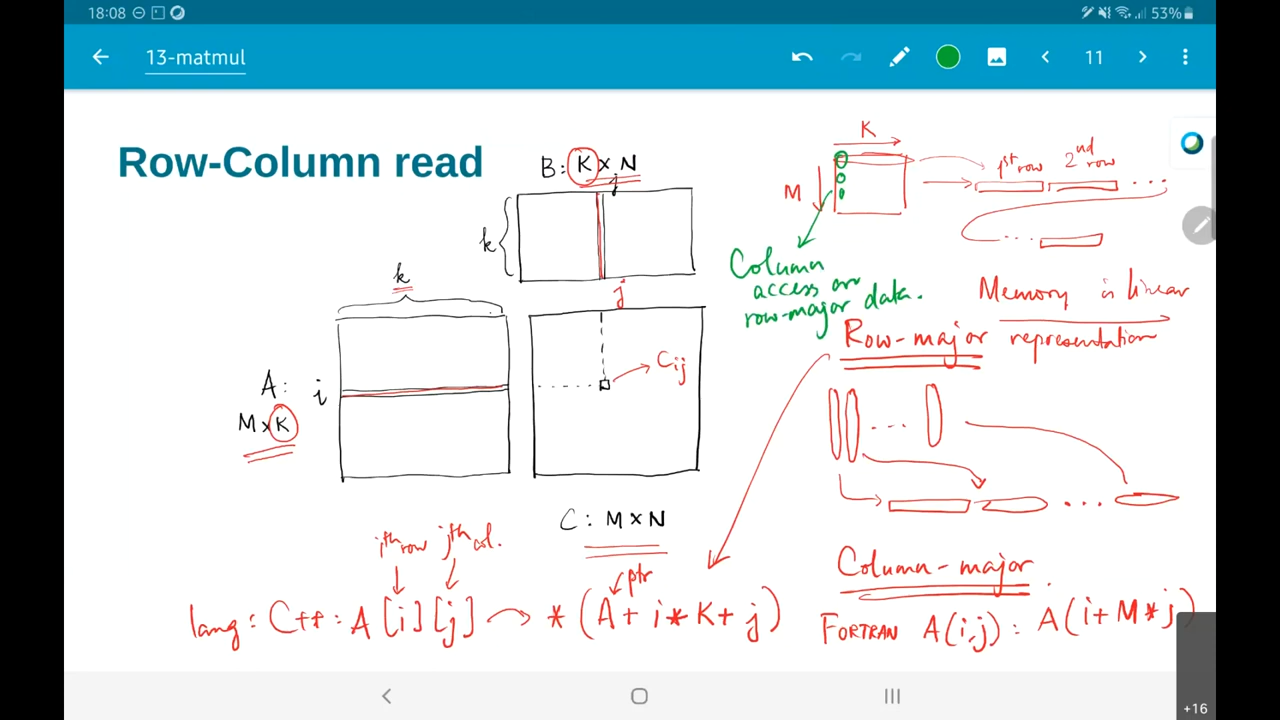 18:08
53%
13-matmul
11
Row-Column read
B: K x N
j
k
k
j
A:
i
M x K
Cij
C: M x N
K
M
1st row
2nd row
...
...
Column
access on
row-major data.
Memory is linear
representation
Row-major
...
...
Column-major
ith row jth col.
ptr
lang: C++: A[i][j] → *(A + i * K + j)
FORTRAN A(i,j): A(i + M * j)
+16